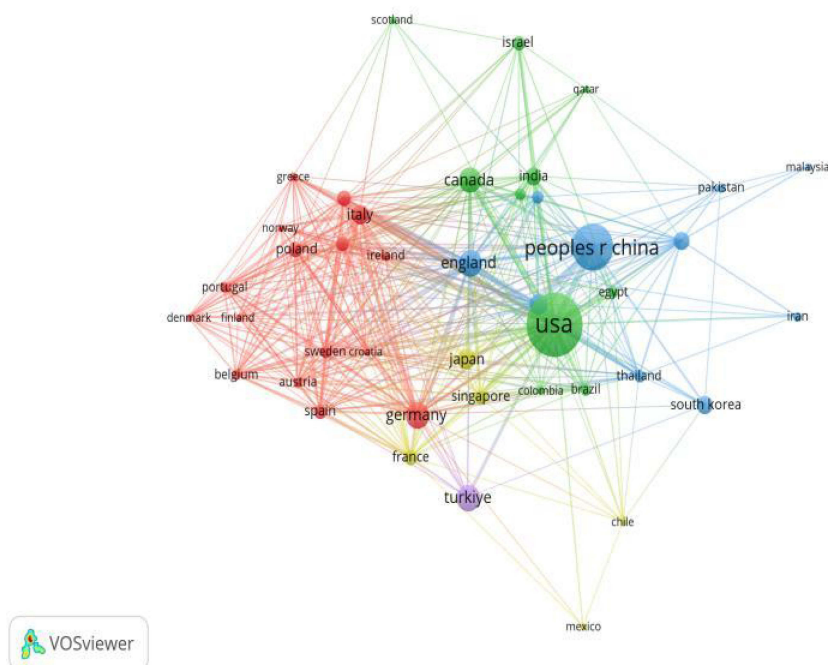 scotland
israel
qatar
malaysia
greece
canada
india
pakistan
italy
norway
poland
ireland
england
peoples r china
portugal
egypt
denmark
finland
usa
iran
sweden
croatia
japan
belgium
austria
singapore
colombia
brazil
thailand
spain
germany
south korea
france
turkiye
chile
mexico
VOSviewer